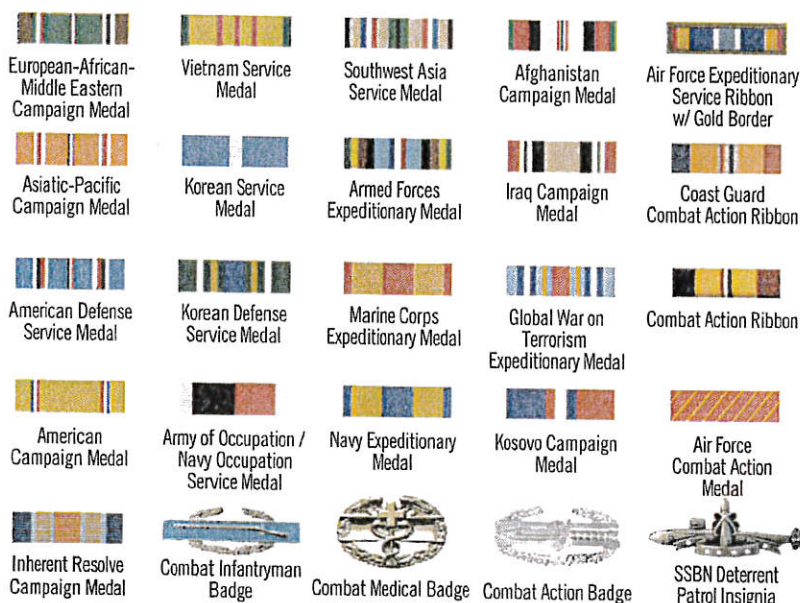 European-African-
Middle Eastern
Campaign Medal
Vietnam Service
Medal
Southwest Asia
Service Medal
Afghanistan
Campaign Medal
Air Force Expeditionary
Service Ribbon
w/ Gold Border
Asiatic-Pacific
Campaign Medal
Korean Service
Medal
Armed Forces
Expeditionary Medal
Iraq Campaign
Medal
Coast Guard
Combat Action Ribbon
American Defense
Service Medal
Korean Defense
Service Medal
Marine Corps
Expeditionary Medal
Global War on
Terrorism
Expeditionary Medal
Combat Action Ribbon
American
Campaign Medal
Army of Occupation /
Navy Occupation
Service Medal
Navy Expeditionary
Medal
Kosovo Campaign
Medal
Air Force
Combat Action
Medal
Inherent Resolve
Campaign Medal
Combat Infantryman
Badge
Combat Medical Badge
Combat Action Badge
SSBN Deterrent
Patrol Insignia